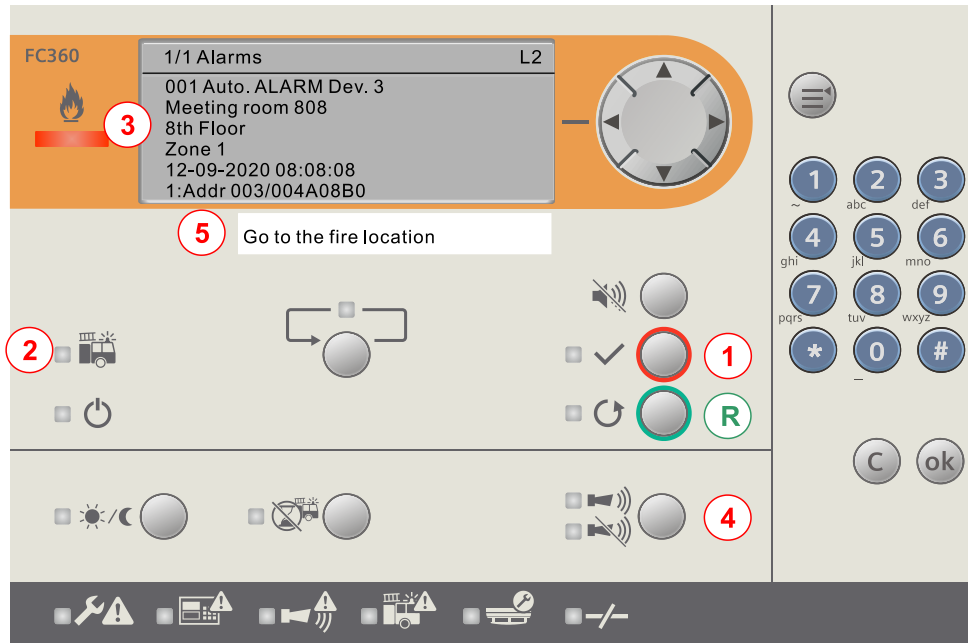 FC360
1/1 Alarms L2
001 Auto. ALARM Dev. 3
Meeting room 808
8th Floor
Zone 1
12-09-2020 08:08:08
1:Addr 003/004A08B0
3
5
Go to the fire location
2
1
R
4
1 2 3
~ abc def
4 5 6
ghi jkl mno
7 8 9
pqrs tuv wxyz
* 0 #
_
C ok